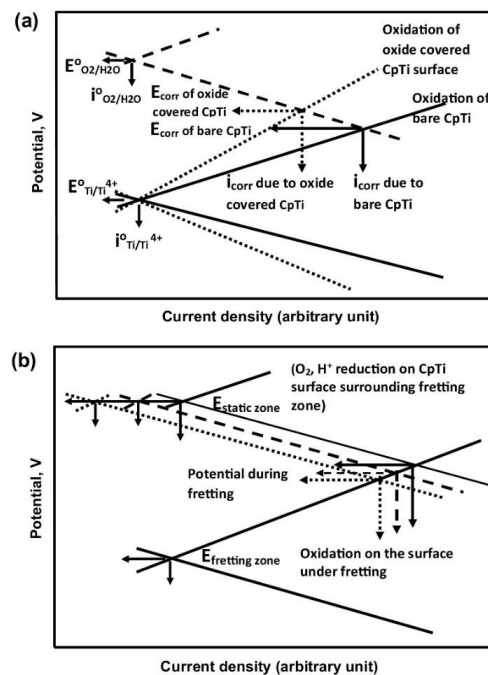 (a)
Oxidation of
oxide covered
CpTi surface
E°O2/H2O
i°O2/H2O
Ecorr of oxide
covered CpTi
Ecorr of bare CpTi
Oxidation of
bare CpTi
icorr due to oxide
covered CpTi
icorr due to
bare CpTi
E°Ti/Ti4+
i°Ti/Ti4+
Potential, V
Current density (arbitrary unit)
(b)
(O2, H+ reduction on CpTi
surface surrounding fretting
zone)
Estatic zone
Potential during
fretting
Oxidation on the surface
under fretting
Efretting zone
Potential, V
Current density (arbitrary unit)